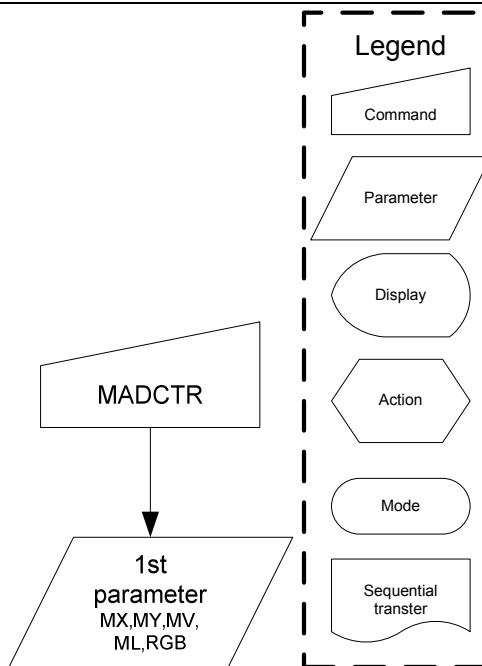 Legend
Command
Parameter
Display
Action
Mode
Sequential
transter
MADCTR
1st
parameter
MX,MY,MV,
ML,RGB